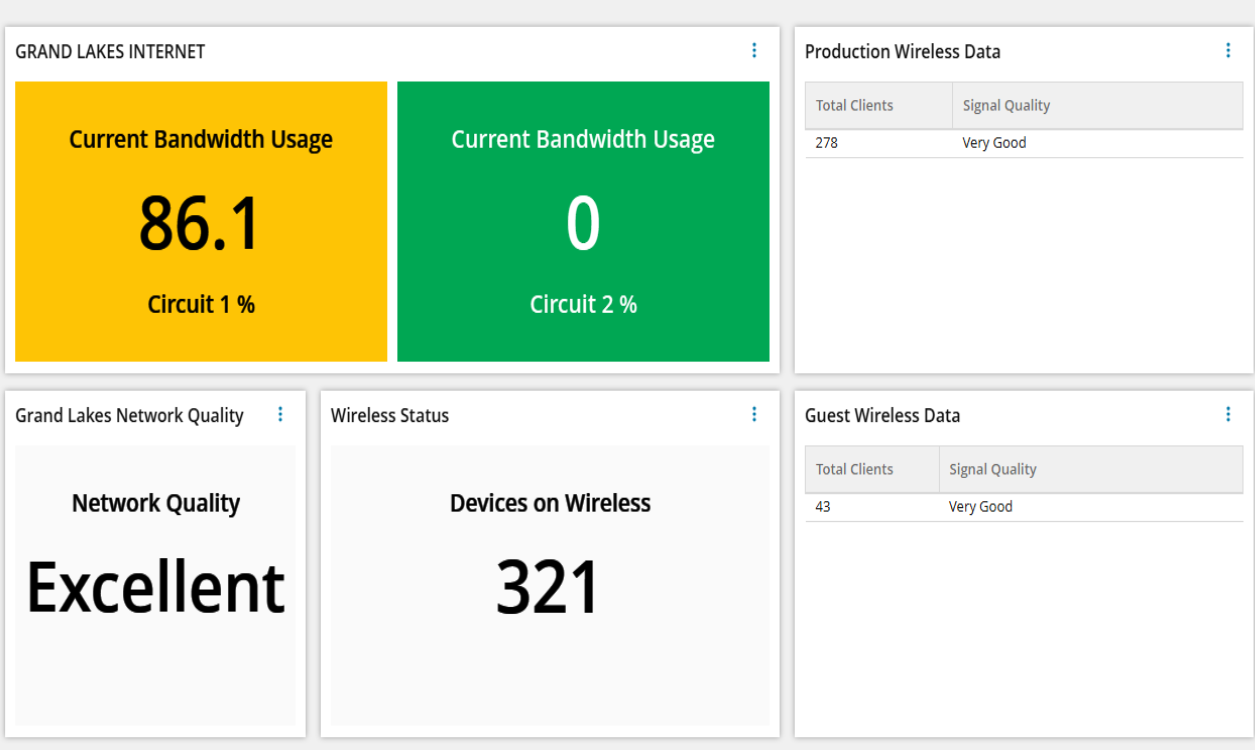 GRAND LAKES INTERNET
Current Bandwidth Usage
86.1
Circuit 1 %
Current Bandwidth Usage
0
Circuit 2 %
Production Wireless Data
Total Clients Signal Quality
278 Very Good
Grand Lakes Network Quality
Network Quality
Excellent
Wireless Status
Devices on Wireless
321
Guest Wireless Data
Total Clients Signal Quality
43 Very Good